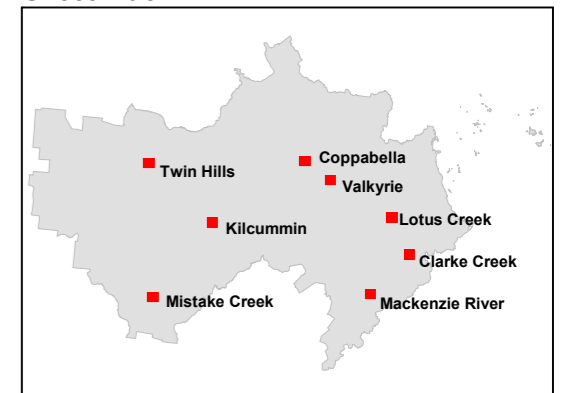 Coppabella
Twin Hills
Valkyrie
Lotus Creek
Kilcummin
Clarke Creek
Mistake Creek
Mackenzie River